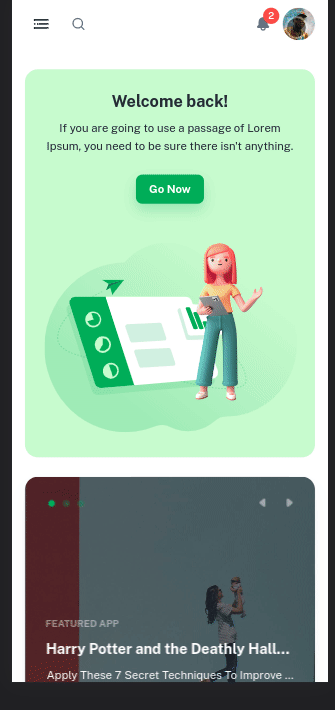 2
Welcome back!
If you are going to use a passage of Lorem
Ipsum, you need to be sure there isn't anything.
Go Now
FEATURED APP
Harry Potter and the Deathly Hall...
Apply These 7 Secret Techniques To Improve ...